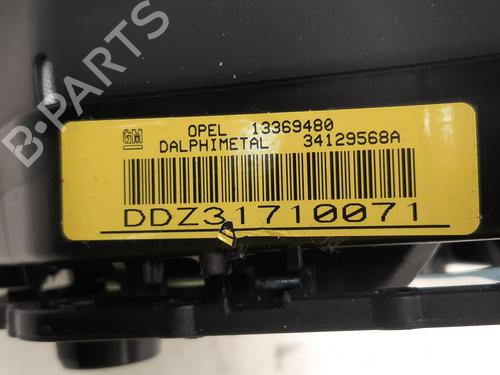 GM OPEL 13369480
DALPHIMETAL 34129568A
DDZ31710071
B-PARTS